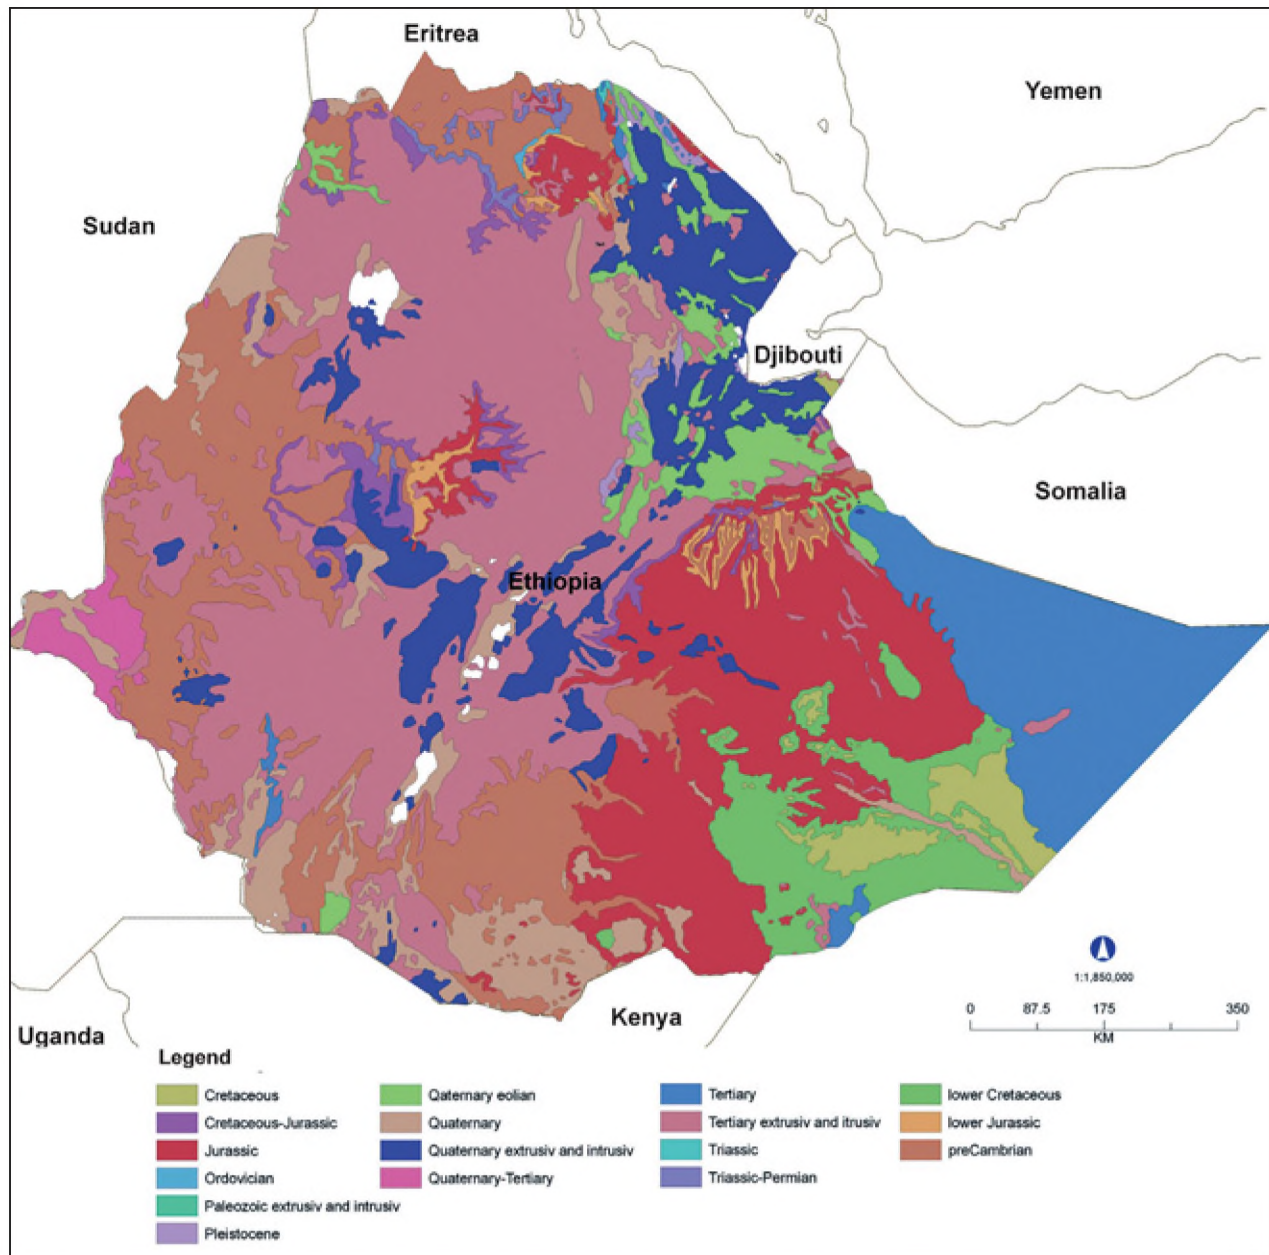 Eritrea
Yemen
Sudan
Djibouti
Somalia
Ethiopia
1:1,850,000
0 87.5 175 350
KM
Kenya
Uganda
Legend
Cretaceous
Cretaceous-Jurassic
Jurassic
Ordovician
Paleozoic extrusiv and intrusiv
Pleistocene
Qaternary eolian
Quaternary
Quaternary extrusiv and intrusiv
Quaternary-Tertiary
Tertiary
Tertiary extrusiv and itrusiv
Triassic
Triassic-Permian
lower Cretaceous
lower Jurassic
preCambrian